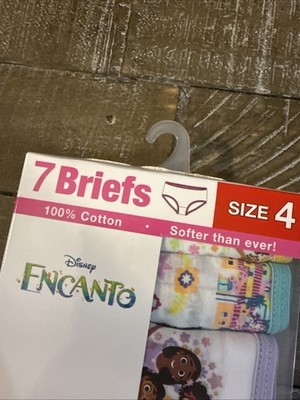 7 Briefs
SIZE 4
100% Cotton • Softer than ever!
Disney
ENCANTO